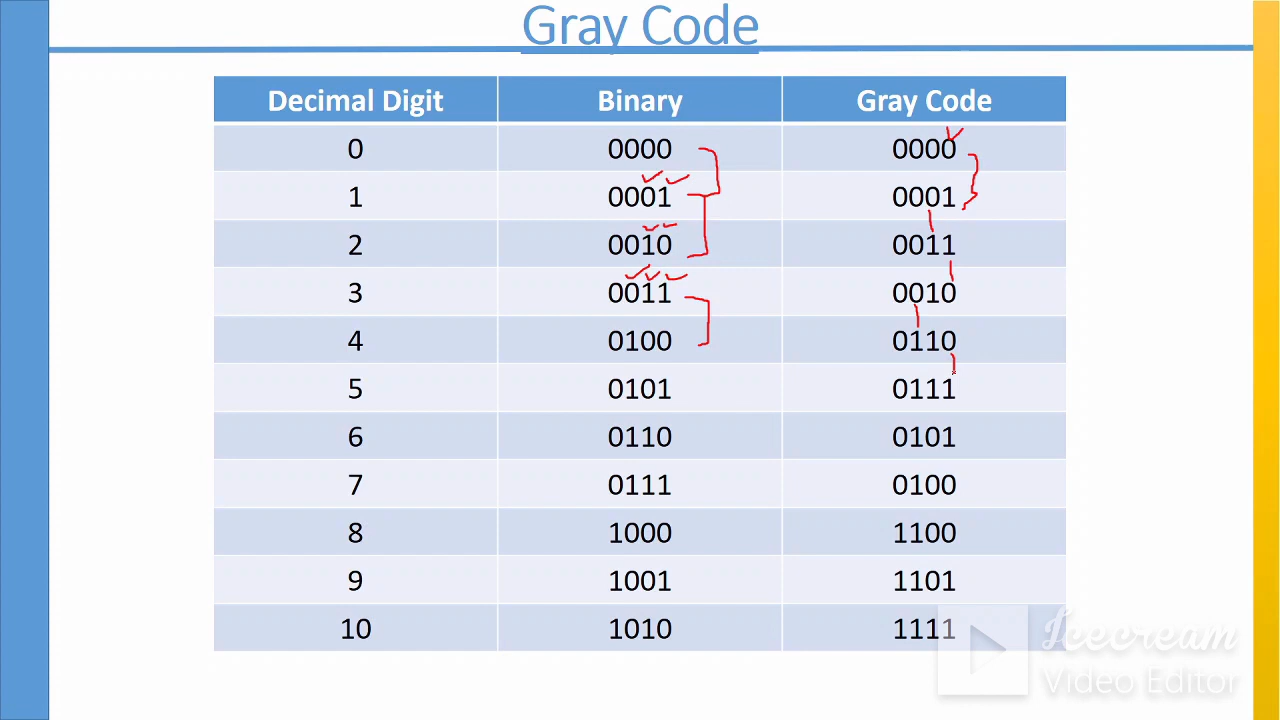 Gray Code
Decimal Digit Binary Gray Code
0 0000 0000
1 0001 0001
2 0010 0011
3 0011 0010
4 0100 0110
5 0101 0111
6 0110 0101
7 0111 0100
8 1000 1100
9 1001 1101
10 1010 1111
Icecream
Video Editor